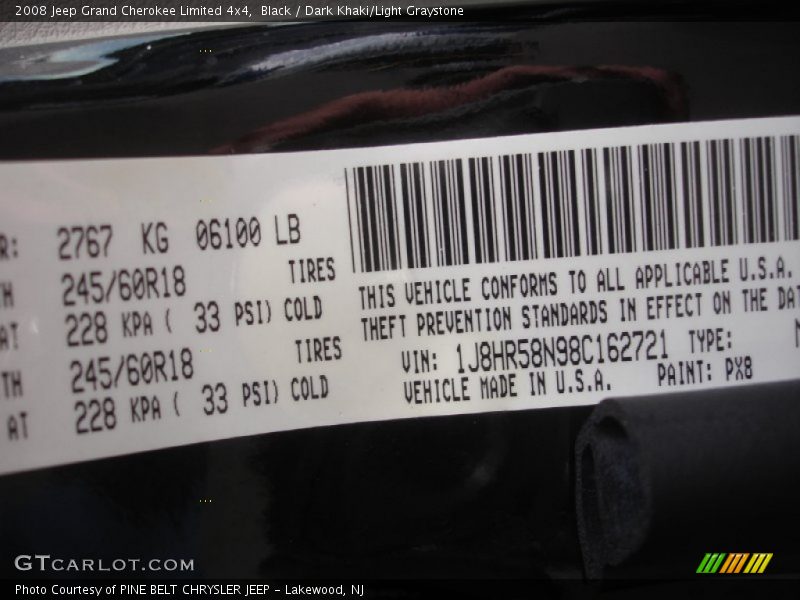 2008 Jeep Grand Cherokee Limited 4x4,  Black / Dark Khaki/Light Graystone
R: 2767 KG 06100 LB
TH 245/60R18 TIRES
AT 228 KPA ( 33 PSI) COLD
TH 245/60R18 TIRES
AT 228 KPA ( 33 PSI) COLD
THIS VEHICLE CONFORMS TO ALL APPLICABLE U.S.A.
THEFT PREVENTION STANDARDS IN EFFECT ON THE DAT
VIN: 1J8HR58N98C162721 TYPE: M
VEHICLE MADE IN U.S.A. PAINT: PX8
GTCARLOT.COM
Photo Courtesy of PINE BELT CHRYSLER JEEP - Lakewood, NJ